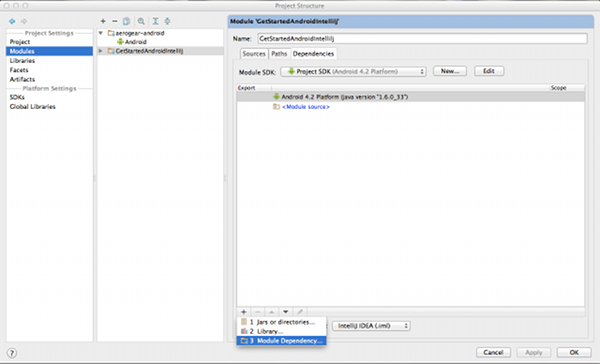 Project Structure
Project Settings
Project
Modules
Libraries
Facets
Artifacts
Platform Settings
SDKs
Global Libraries
aerogear-android
Android
GetStartedAndroidIntellij
Module 'GetStartedAndroidIntellij'
Name: GetStartedAndroidIntellij
Sources Paths Dependencies
Module SDK: Project SDK (Android 4.2 Platform) New... Edit
Export Scope
Android 4.2 Platform (java version "1.6.0_33")
<Module source>
1 Jars or directories...
2 Library...
3 Module Dependency...
IntelliJ IDEA (.iml)
Cancel Apply OK